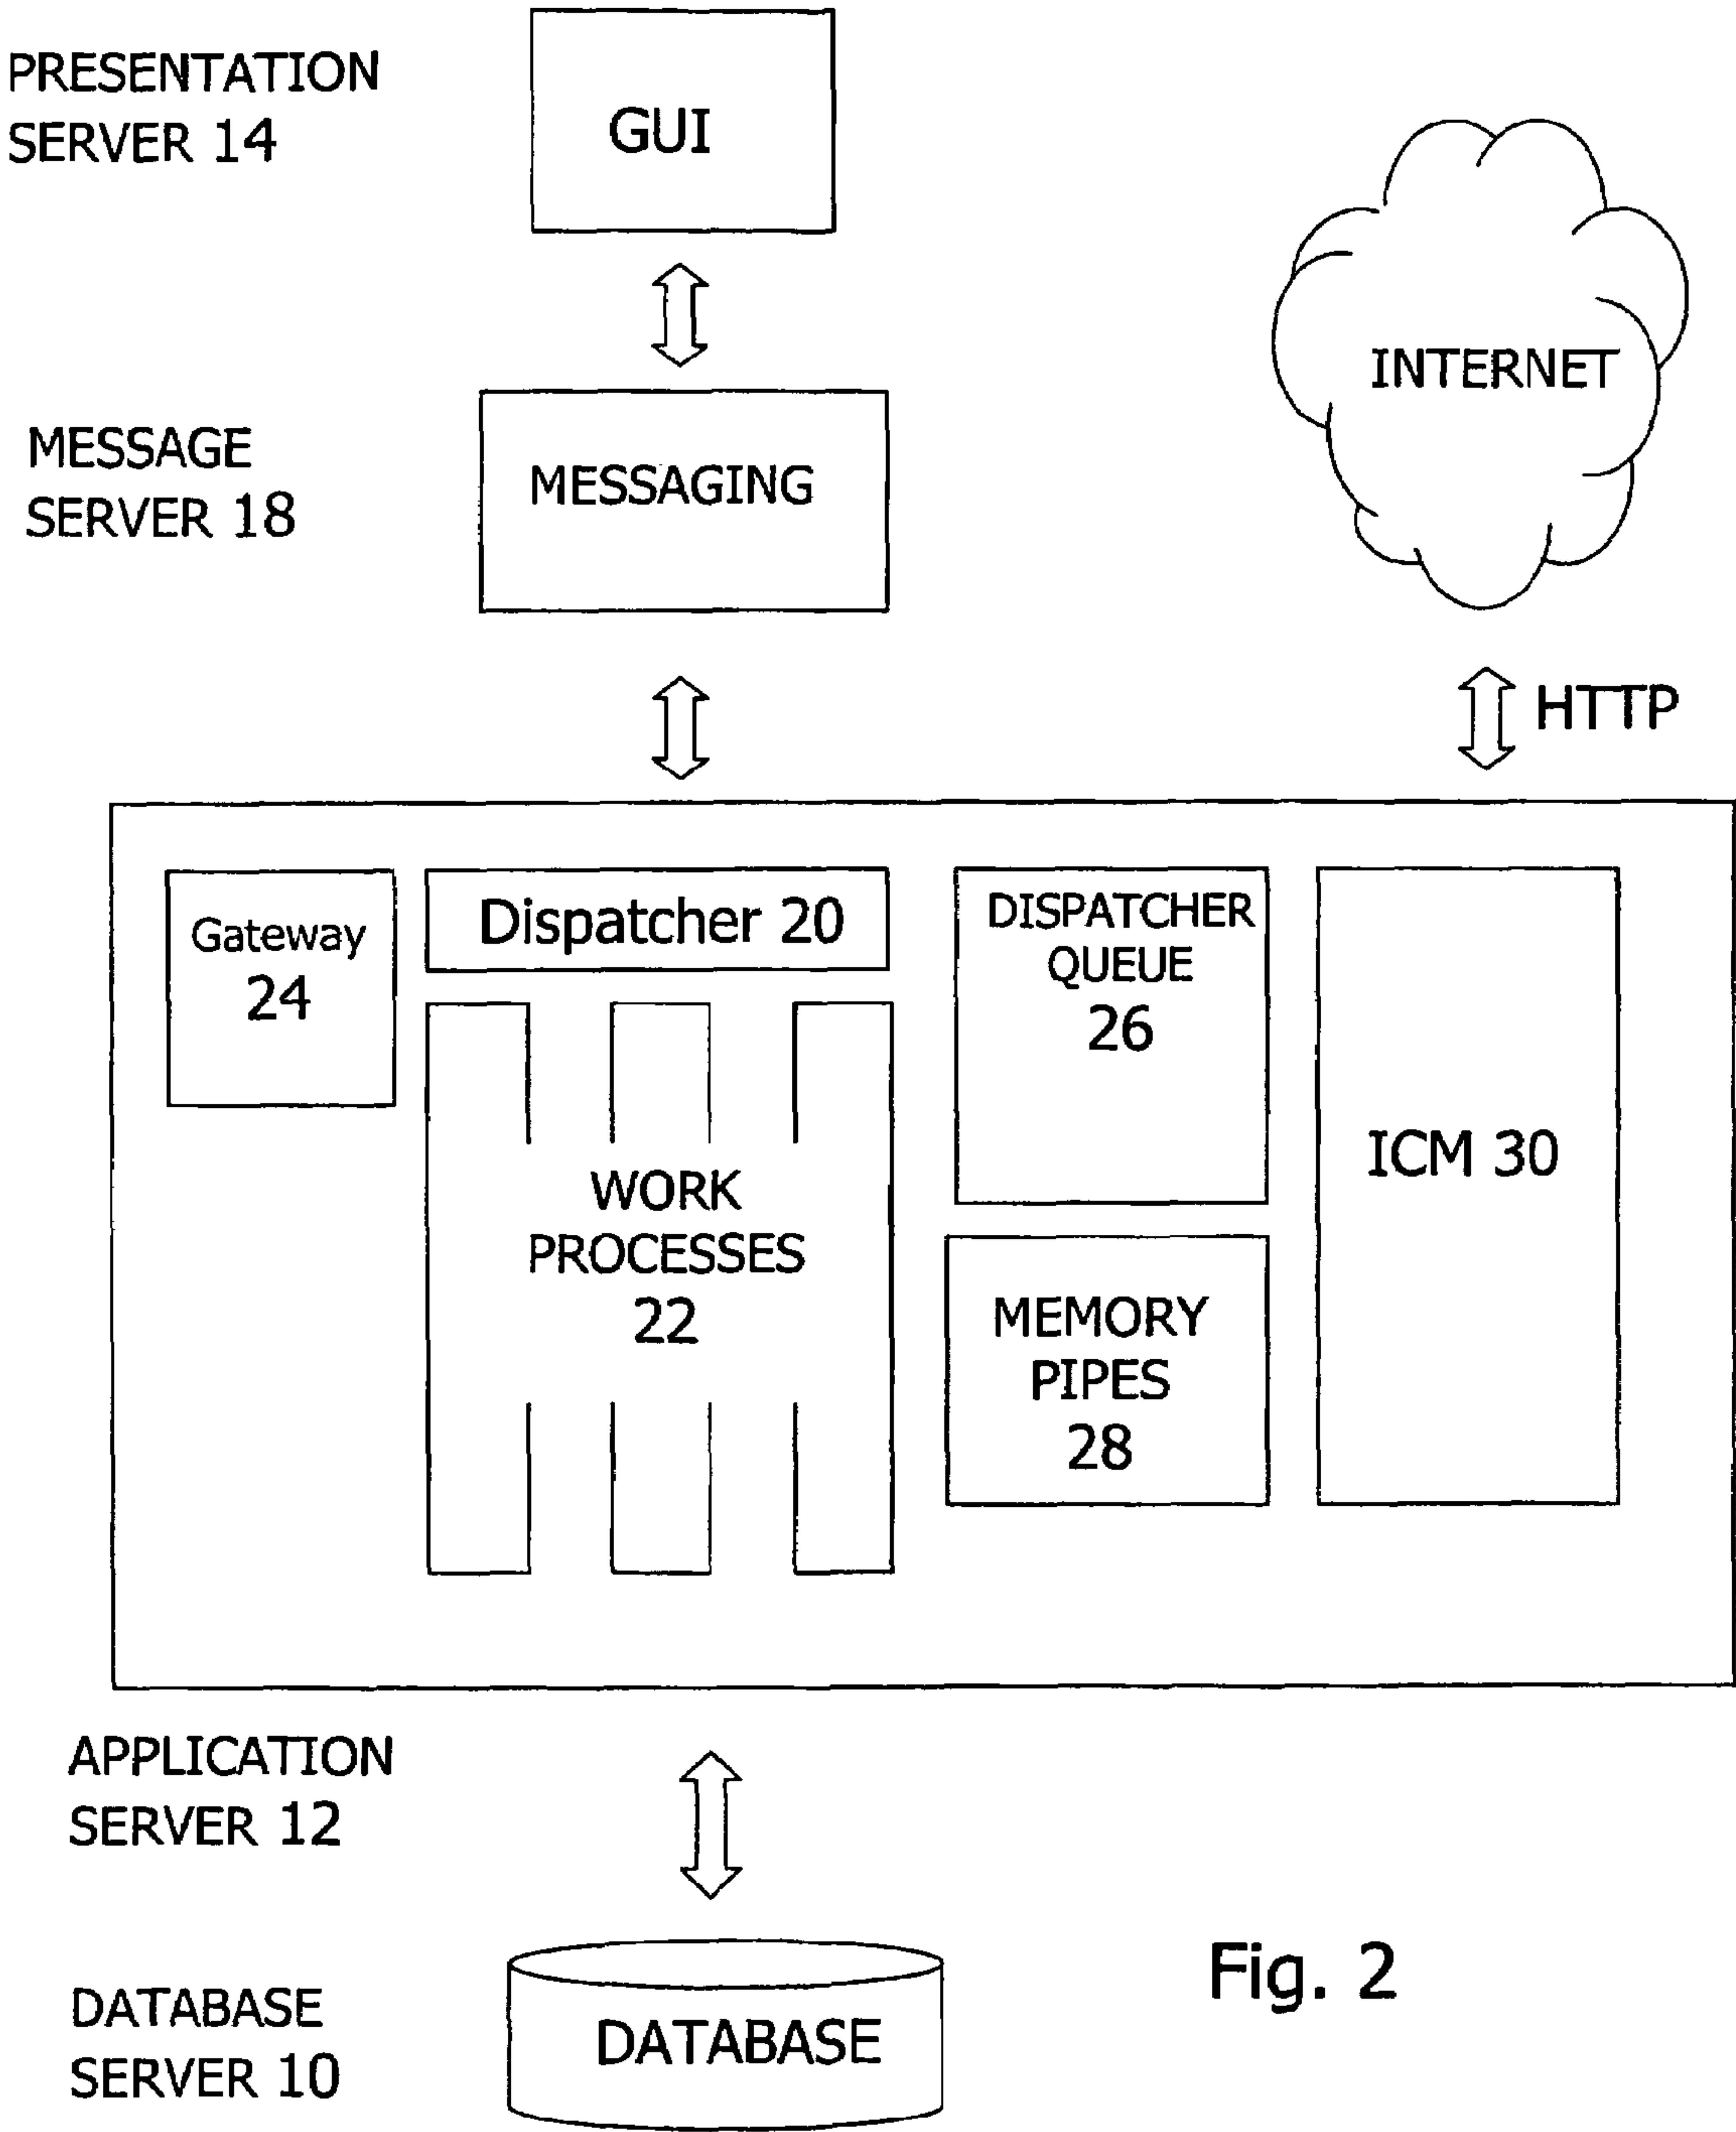 PRESENTATION
SERVER 14
GUI
MESSAGE
SERVER 18
MESSAGING
INTERNET
HTTP
Gateway
24
Dispatcher 20
DISPATCHER
QUEUE
26
WORK
PROCESSES
22
MEMORY
PIPES
28
ICM 30
APPLICATION
SERVER 12
DATABASE
SERVER 10
DATABASE
Fig. 2